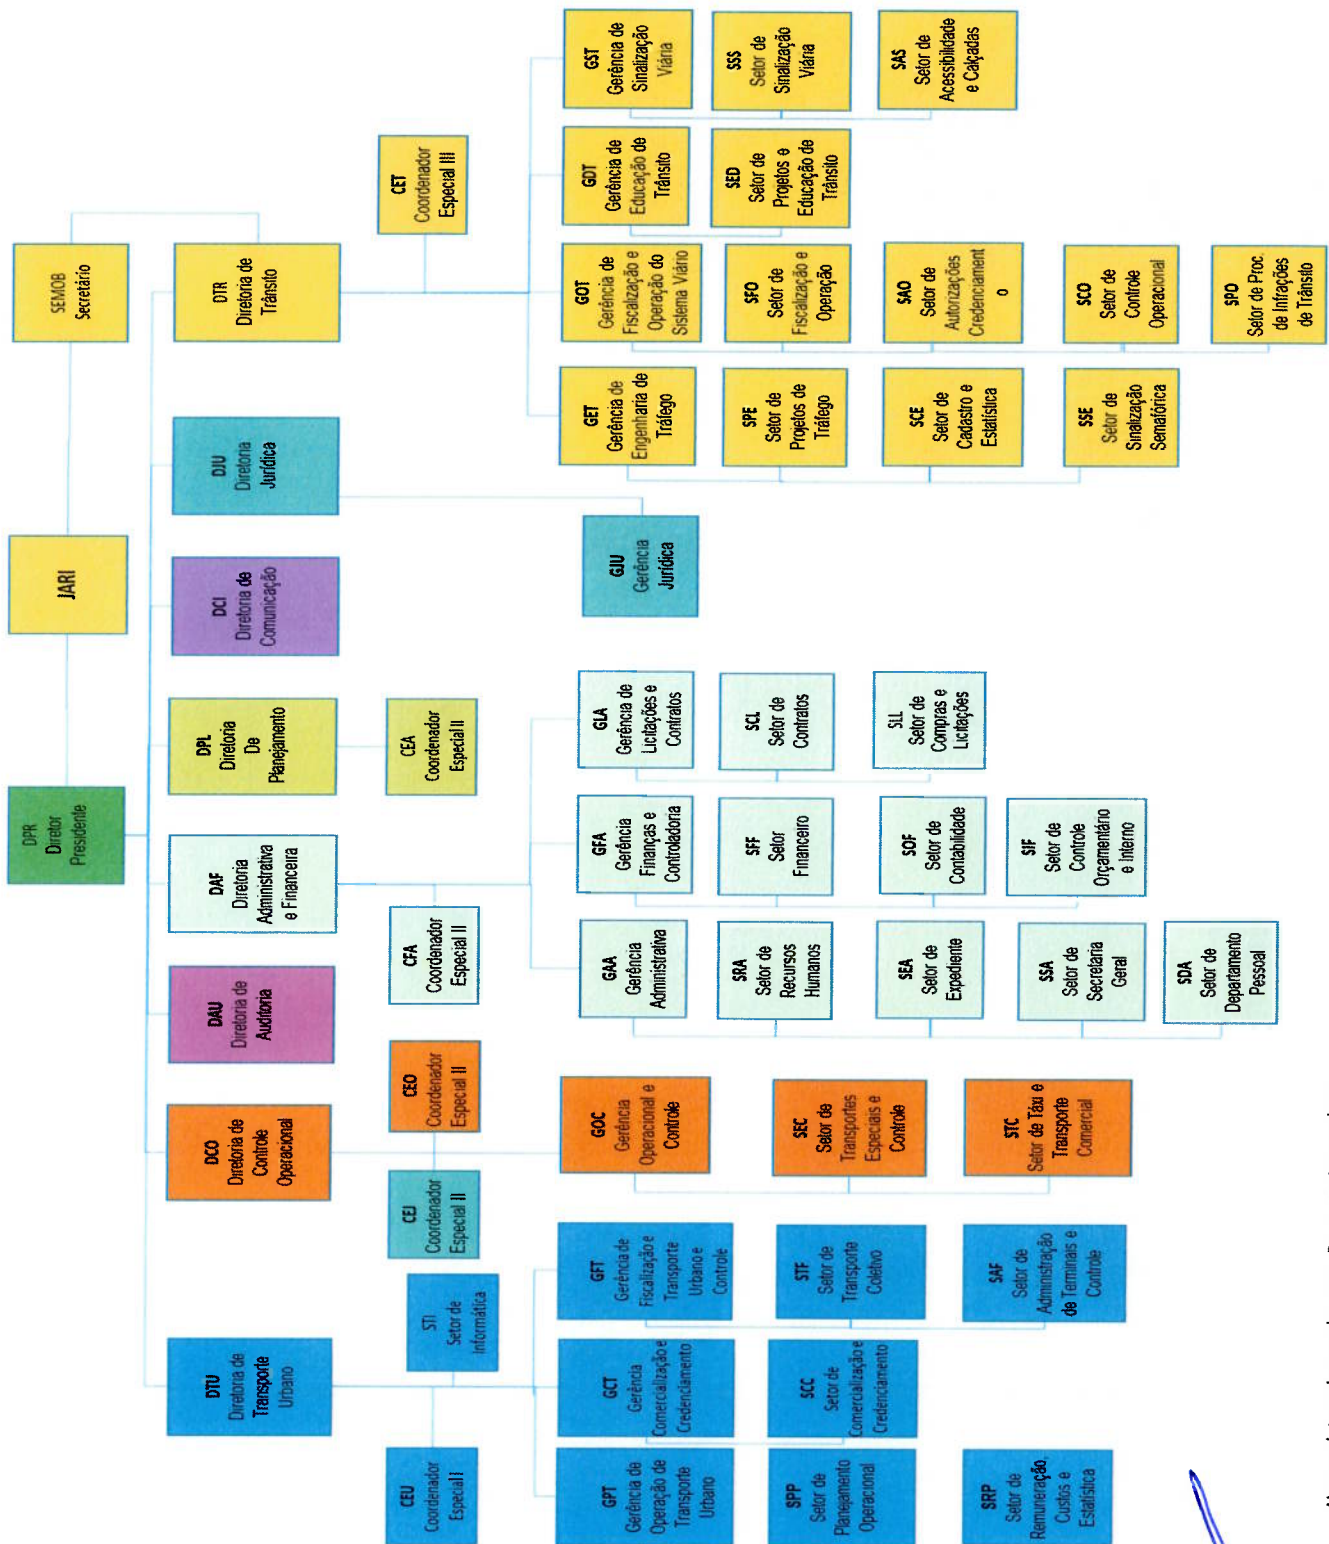 DPR
Diretor
Presidente
JARI
SEMOB
Secretário
DTU
Diretoria de
Transporte
Urbano
DCO
Diretoria de
Controle
Operacional
DAU
Diretoria de
Auditoria
DAF
Diretoria
Administrativa
e Financeira
DPL
Diretoria
De
Planejamento
DCI
Diretoria de
Comunicação
DJU
Diretoria
Jurídica
DTR
Diretoria de
Trânsito
CEU
Coordenador
Especial I
STI
Setor de
Informática
CEJ
Coordenador
Especial II
CEO
Coordenador
Especial II
CFA
Coordenador
Especial II
CEA
Coordenador
Especial II
CET
Coordenador
Especial III
GPT
Gerência de
Operação de
Transporte
Urbano
GCT
Gerência
Comercialização e
Credenciamento
GFT
Gerência de
Fiscalização e
Transporte
Urbano e
Controle
GOC
Gerência
Operacional e
Controle
GAA
Gerência
Administrativa
GFA
Gerência
Finanças e
Controladoria
GLA
Gerência de
Licitações e
Contratos
GJU
Gerência
Jurídica
GET
Gerência de
Engenharia de
Tráfego
GOT
Gerência de
Fiscalização e
Operação do
Sistema Viário
GDT
Gerência de
Educação de
Trânsito
GST
Gerência de
Sinalização
Viária
SPP
Setor de
Planejamento
Operacional
SCC
Setor de
Comercialização e
Credenciamento
STF
Setor de
Transporte
Coletivo
SEC
Setor de
Transportes
Especiais e
Controle
SRA
Setor de
Recursos
Humanos
SFF
Setor
Financeiro
SCL
Setor de
Contratos
SPE
Setor de
Projetos de
Tráfego
SFO
Setor de
Fiscalização e
Operação
SED
Setor de
Projetos e
Educação de
Trânsito
SSS
Setor de
Sinalização
Viária
SRP
Setor de
Remuneração,
Custos e
Estatística
SAF
Setor de
Administração
de Terminais e
Controle
STC
Setor de Táxi e
Transporte
Comercial
SEA
Setor de
Expediente
SOF
Setor de
Contabilidade
SLL
Setor de
Compras e
Licitações
SCE
Setor de
Cadastro e
Estatística
SAO
Setor de
Autorizações
Credenciament
o
SAS
Setor de
Acessibilidade
e Calçadas
SSA
Setor de
Secretaria
Geral
SIF
Setor de
Controle
Orçamentário
e Interno
SSE
Setor de
Sinalização
Semafórica
SCO
Setor de
Controle
Operacional
SDA
Setor de
Departamento
Pessoal
SPO
Setor de Proc.
de Infrações
de Trânsito